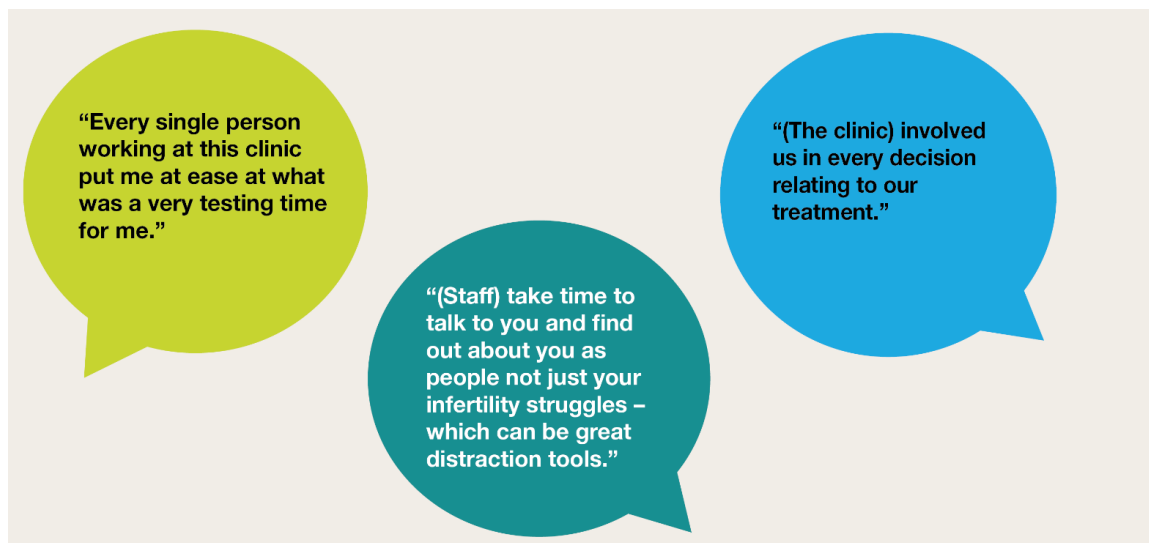 “Every single person
working at this clinic
put me at ease at what
was a very testing time
for me.”
“(Staff) take time to
talk to you and find
out about you as
people not just your
infertility struggles –
which can be great
distraction tools.”
“(The clinic) involved
us in every decision
relating to our
treatment.”